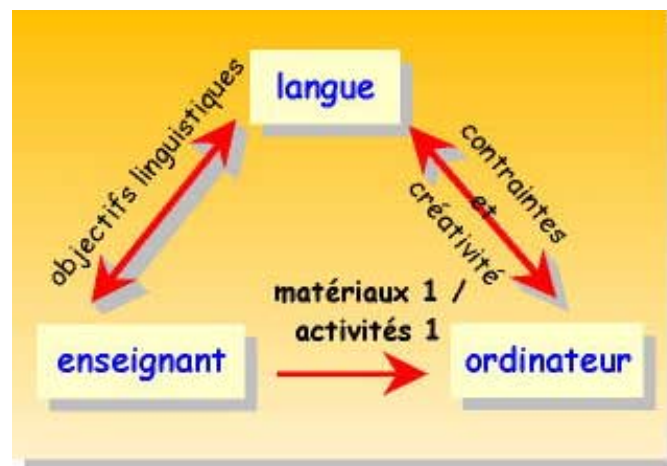 langue
objectifs linguistiques
contraintes
et
créativité
matériaux 1 /
activités 1
enseignant
ordinateur